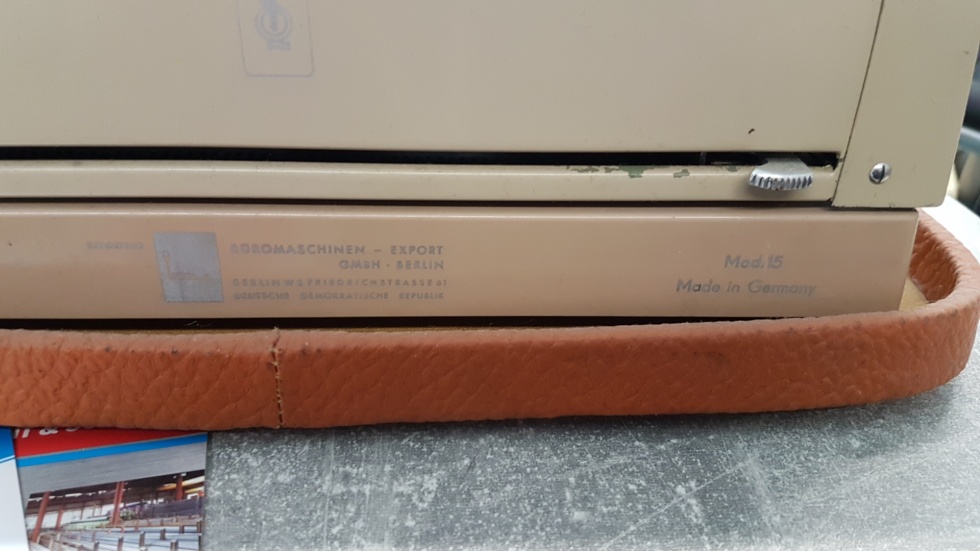 BÜROMASCHINEN – EXPORT
GMBH · BERLIN
BERLIN W 8 FRIEDRICHSTRASSE 61
DEUTSCHE DEMOKRATISCHE REPUBLIK
Mod. 15
Made in Germany